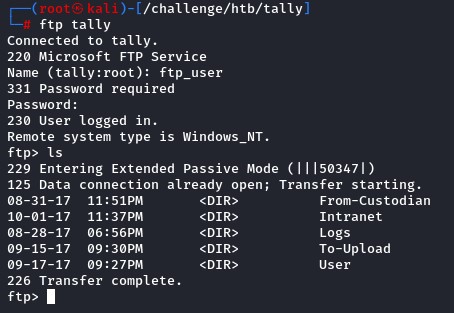 ┌──(root㉿kali)-[/challenge/htb/tally]
└─# ftp tally
Connected to tally.
220 Microsoft FTP Service
Name (tally:root): ftp_user
331 Password required
Password:
230 User logged in.
Remote system type is Windows_NT.
ftp> ls
229 Entering Extended Passive Mode (|||50347|)
125 Data connection already open; Transfer starting.
08-31-17  11:51PM       <DIR>          From-Custodian
10-01-17  11:37PM       <DIR>          Intranet
08-28-17  06:56PM       <DIR>          Logs
09-15-17  09:30PM       <DIR>          To-Upload
09-17-17  09:27PM       <DIR>          User
226 Transfer complete.
ftp>